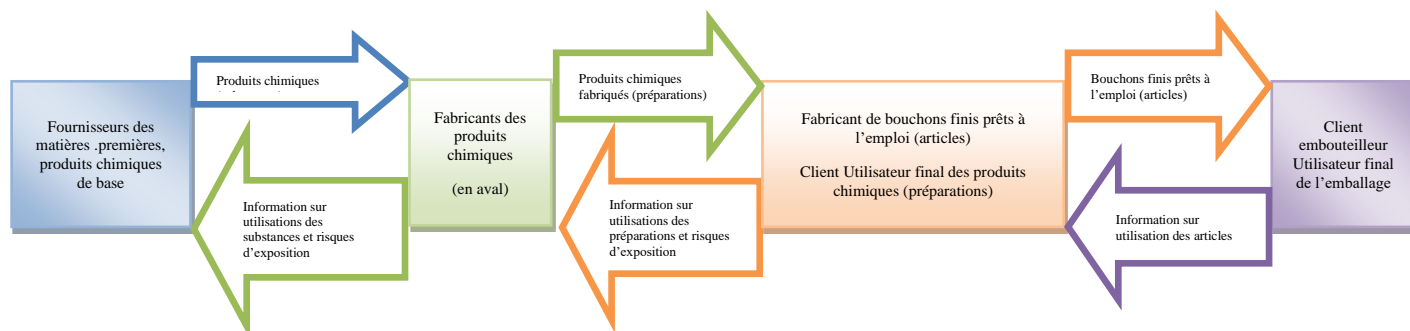 Fournisseurs des
matières .premières,
produits chimiques
de base
Produits chimiques
Information sur
utilisations des
substances et risques
d’exposition
Fabricants des
produits
chimiques
(en aval)
Produits chimiques
fabriqués (préparations)
Information sur
utilisations des
préparations et risques
d’exposition
Fabricant de bouchons finis prêts à
l’emploi (articles)
Client Utilisateur final des produits
chimiques (préparations)
Bouchons finis prêts à
l’emploi (articles)
Information sur
utilisation des articles
Client
embouteilleur
Utilisateur final
de l’emballage